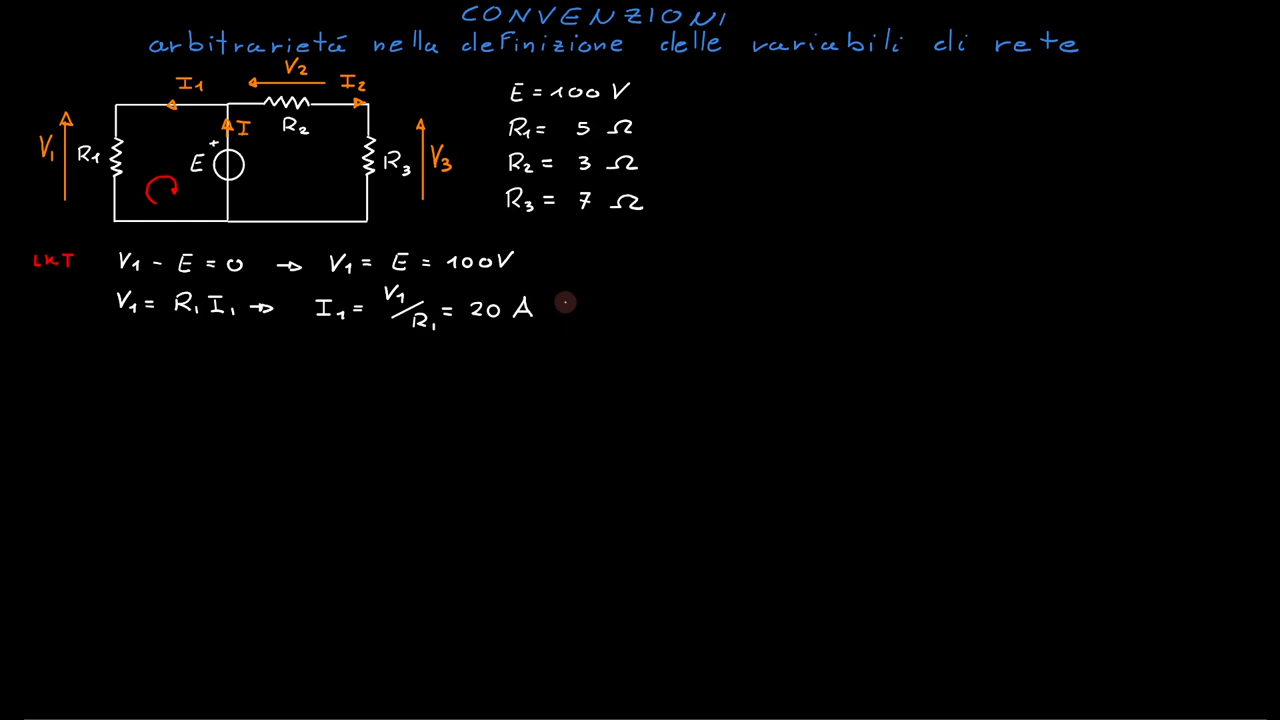 CONVENZIONI
arbitrarietá nella definizione delle variabili di rete
I1 V2 I2
V1 R1 + E I R2 R3 V3
E = 100 V
R1 = 5 Ω
R2 = 3 Ω
R3 = 7 Ω
LKT V1 - E = 0 → V1 = E = 100V
V1 = R1 I1 → I1 = V1/R1 = 20 A